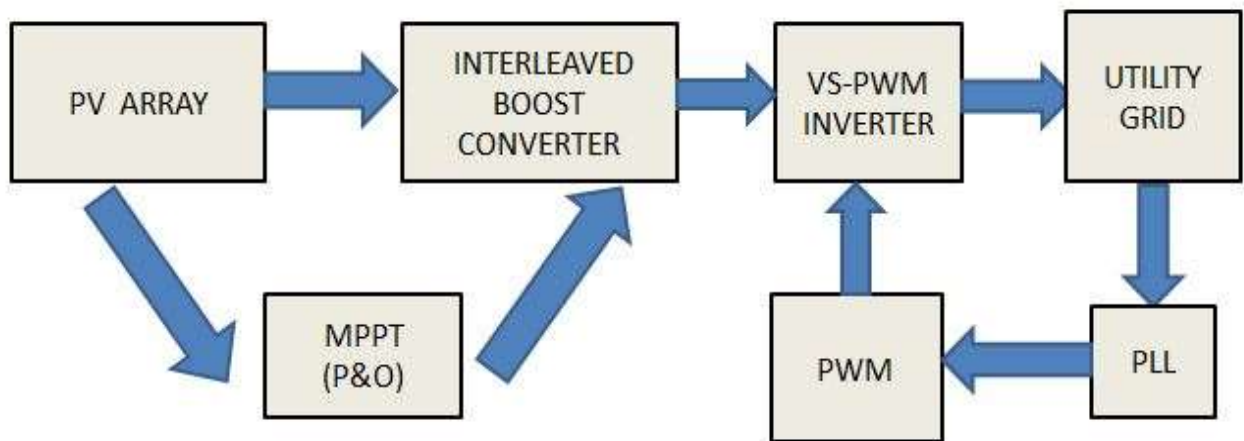 PV ARRAY
INTERLEAVED
BOOST
CONVERTER
VS-PWM
INVERTER
UTILITY
GRID
MPPT
(P&O)
PWM
PLL